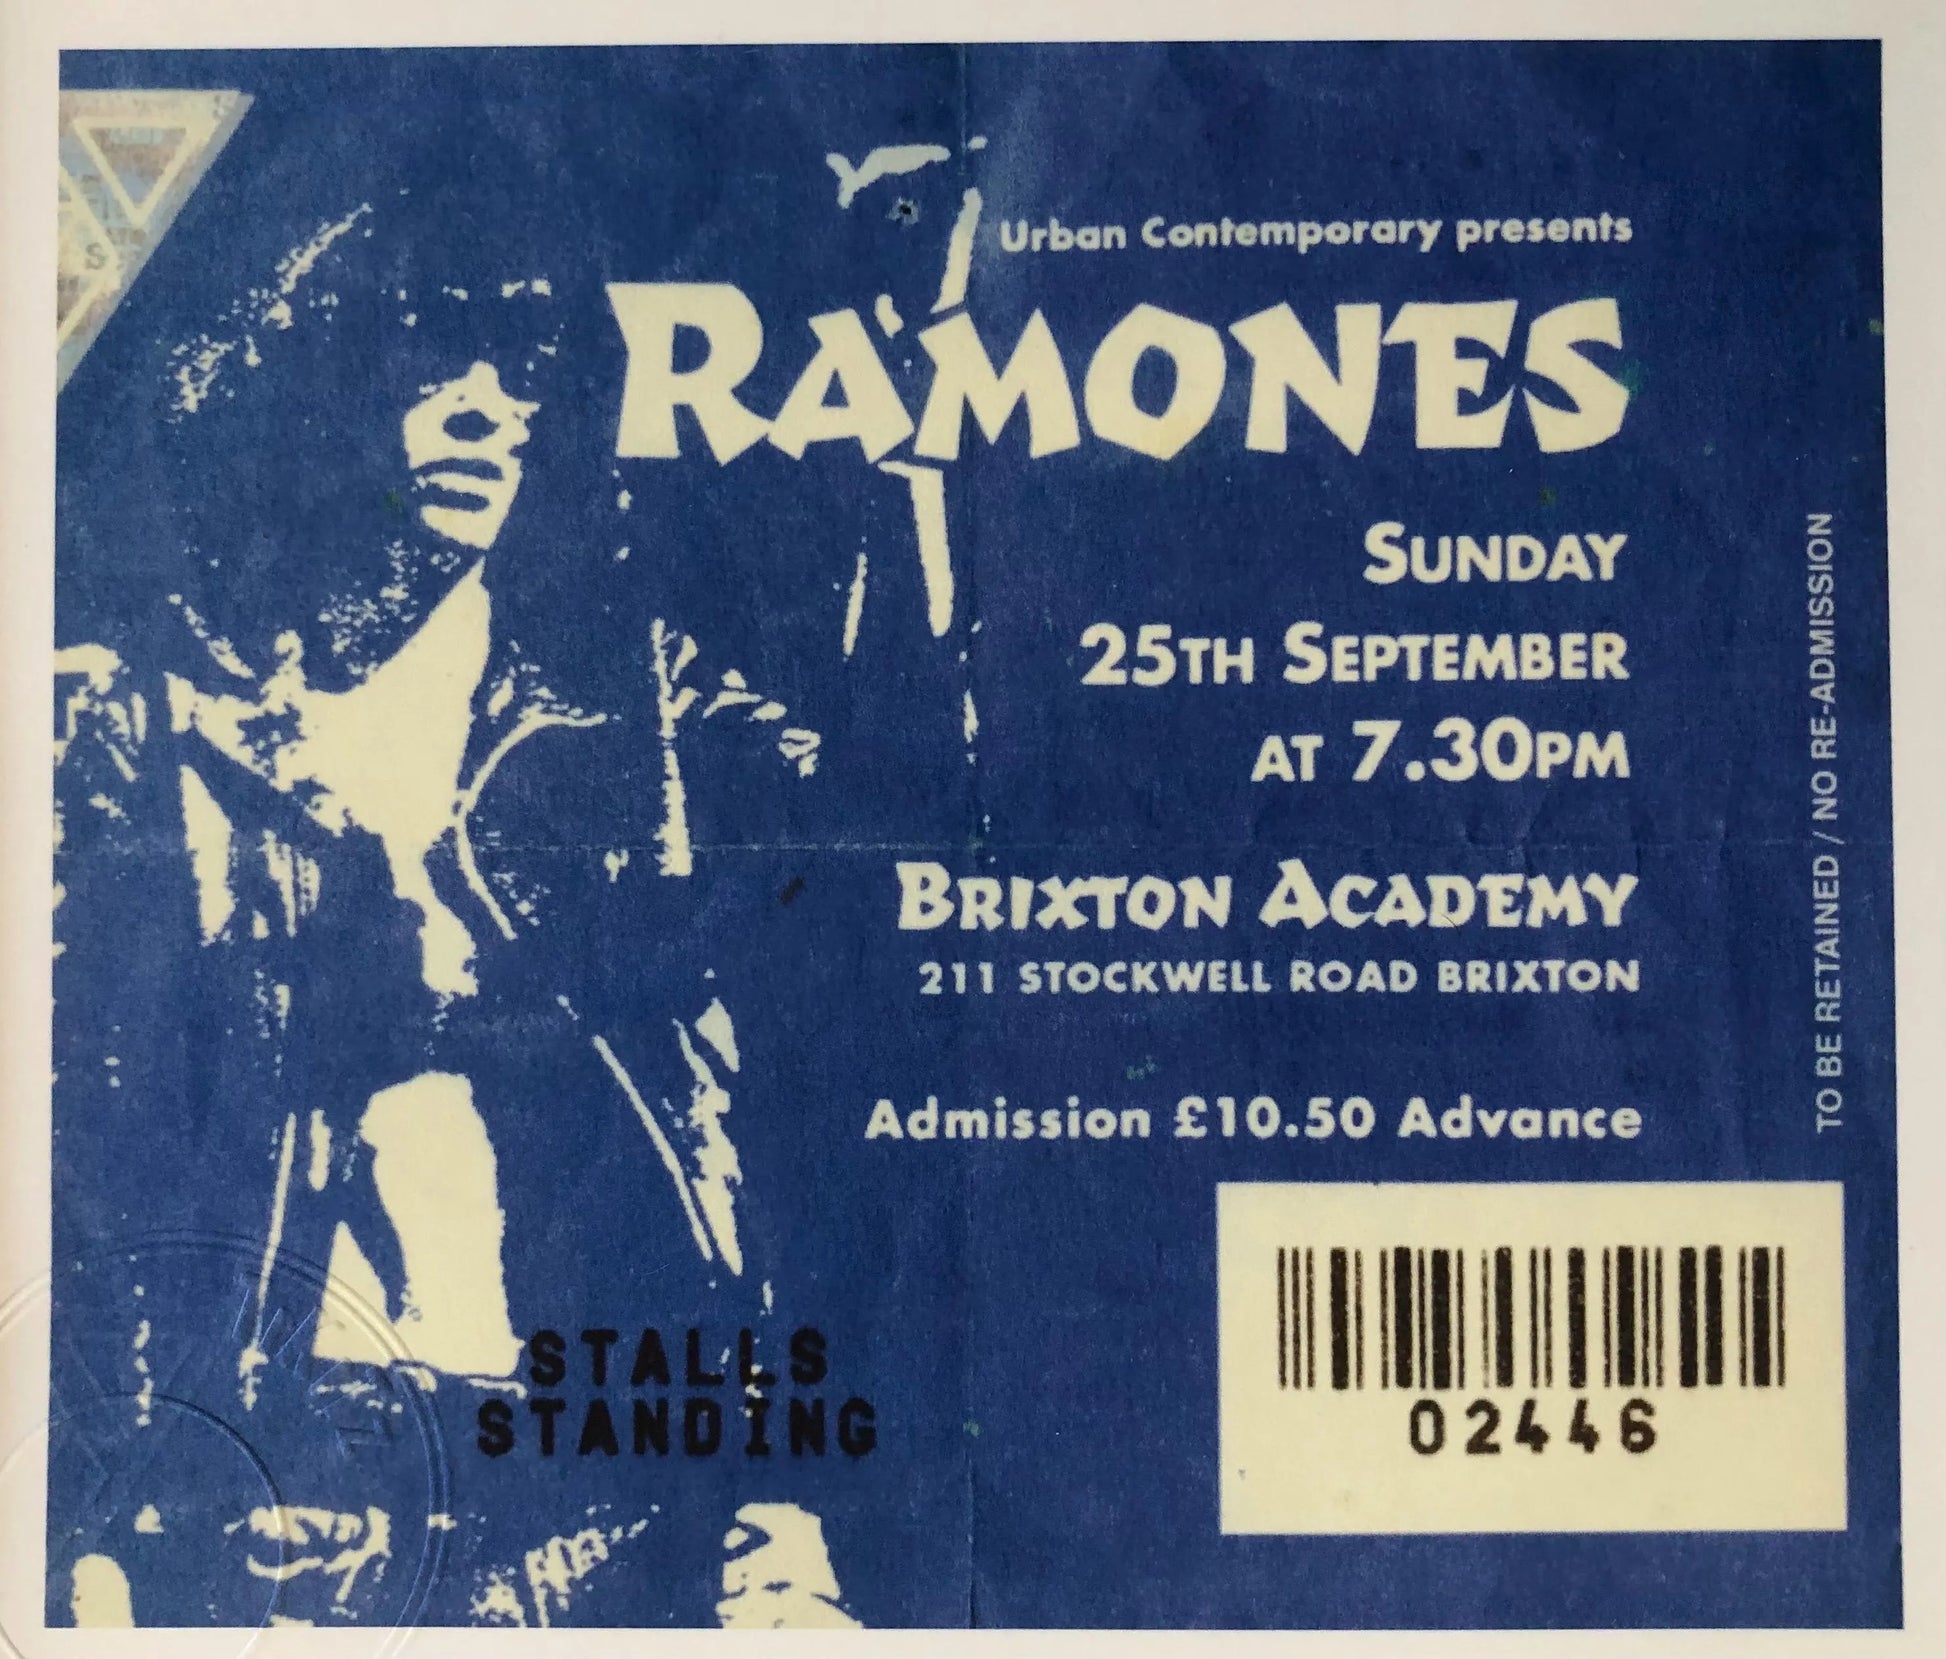 Urban Contemporary presents
RAMONES
SUNDAY
25TH SEPTEMBER
AT 7.30PM
BRIXTON ACADEMY
211 STOCKWELL ROAD BRIXTON
Admission £10.50 Advance
TO BE RETAINED / NO RE-ADMISSION
STALLS
STANDING
02446
S